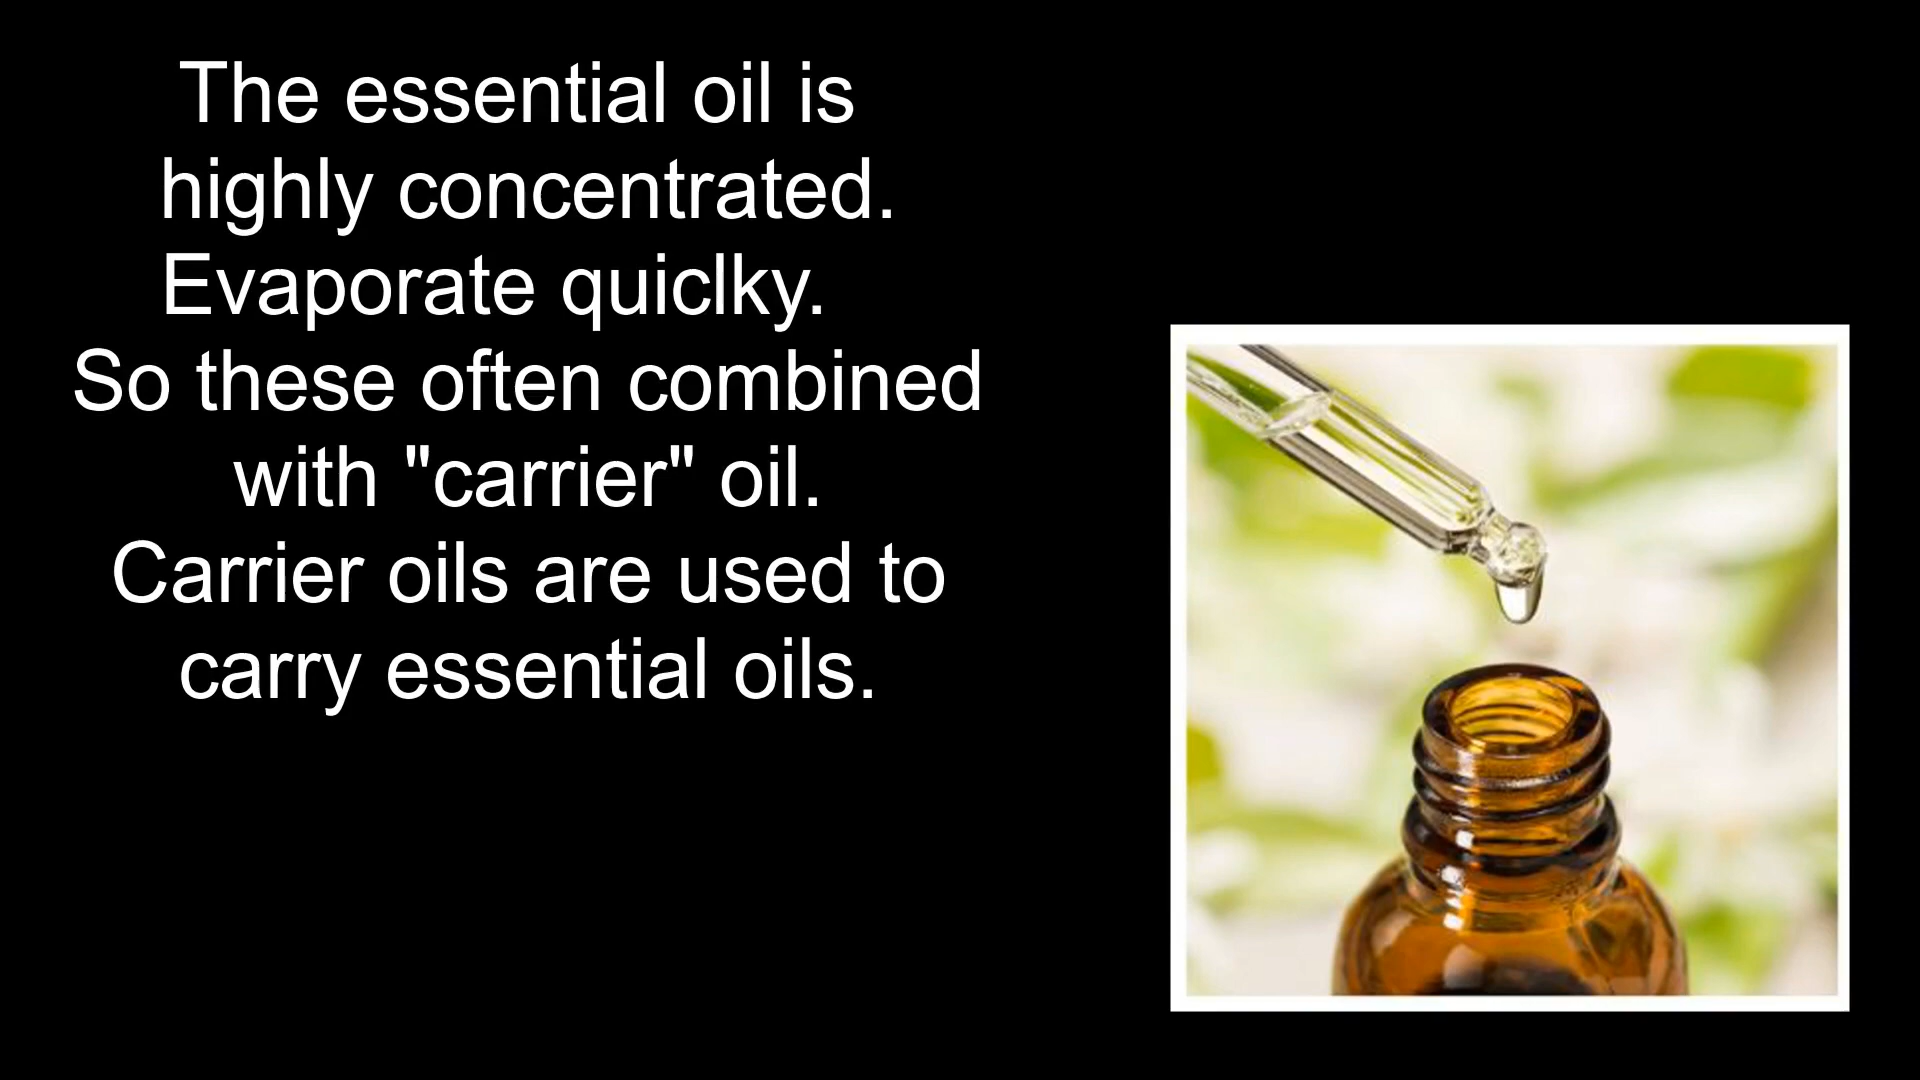 The essential oil is
highly concentrated.
Evaporate quiclky.
So these often combined
with "carrier" oil.
Carrier oils are used to
carry essential oils.